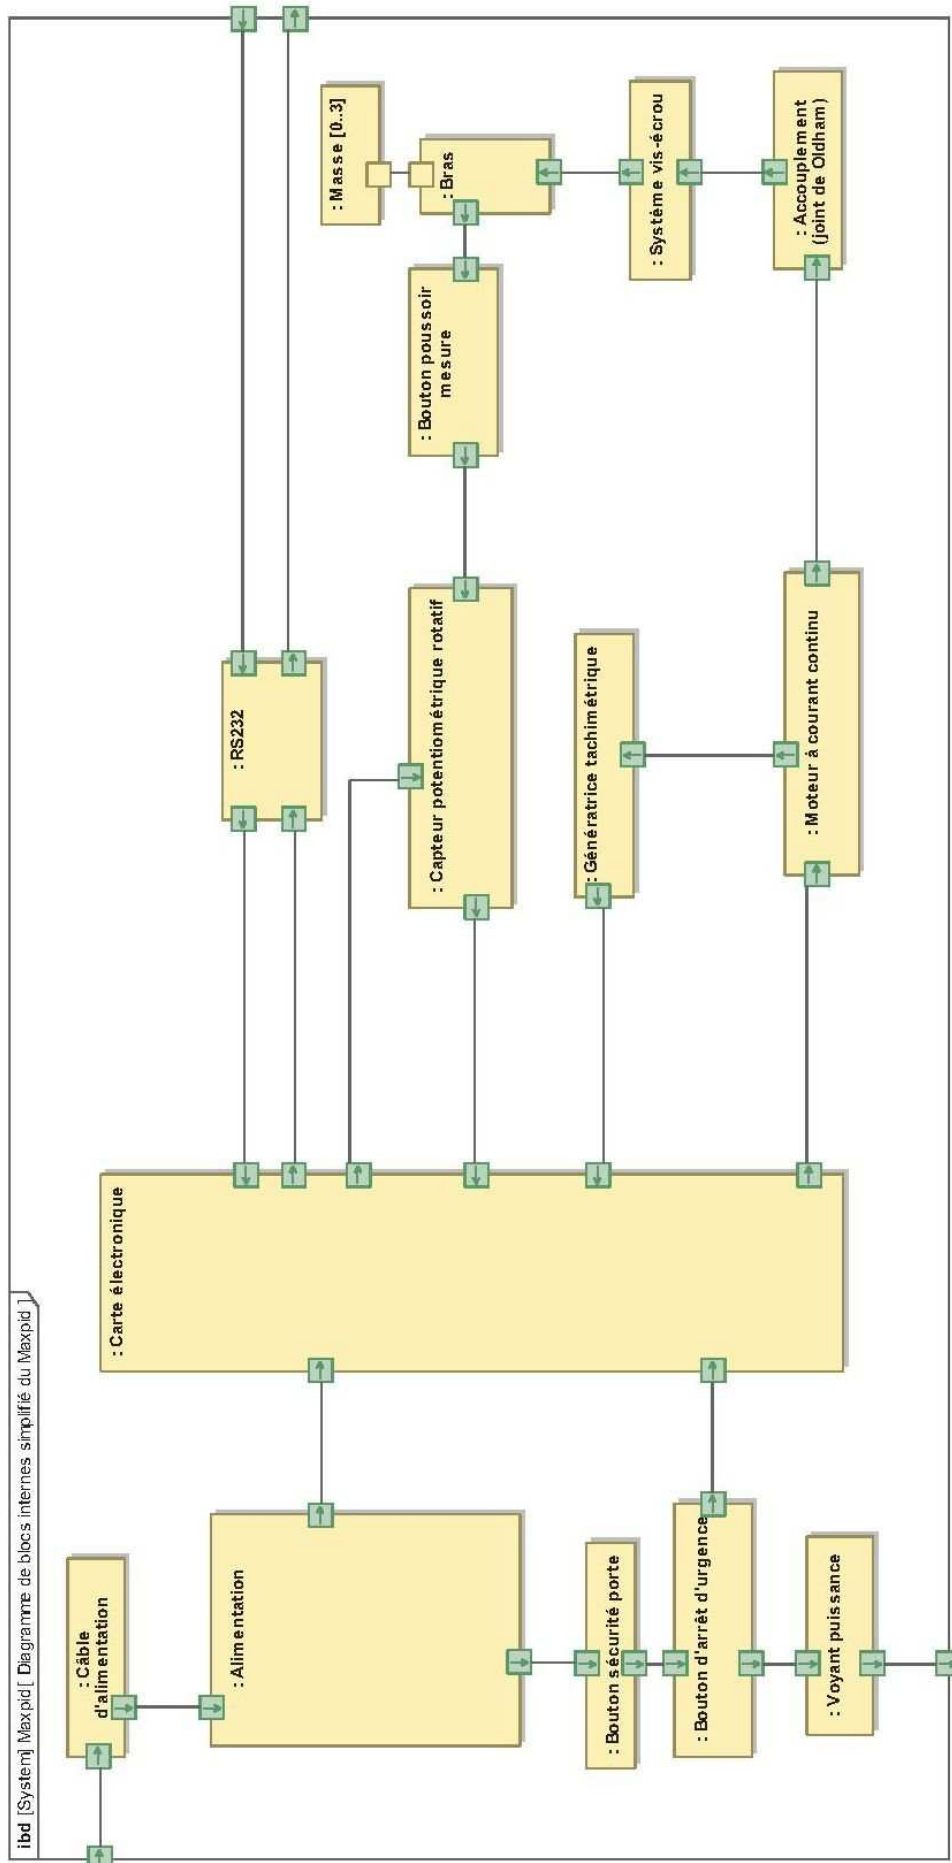 ibd [System] Maxpid [ Diagramme de blocs internes simplifié du Maxpid ]
: Câble
d'alimentation
: Alimentation
: Bouton sécurité porte
: Bouton d'arrêt d'urgence
: Voyant puissance
: Carte électronique
: RS232
: Capteur potentiométrique rotatif
: Génératrice tachimétrique
: Moteur à courant continu
: Masse [0..3]
: Bras
: Bouton poussoir
mesure
: Système vis-écrou
: Accouplement
(joint de Oldham)